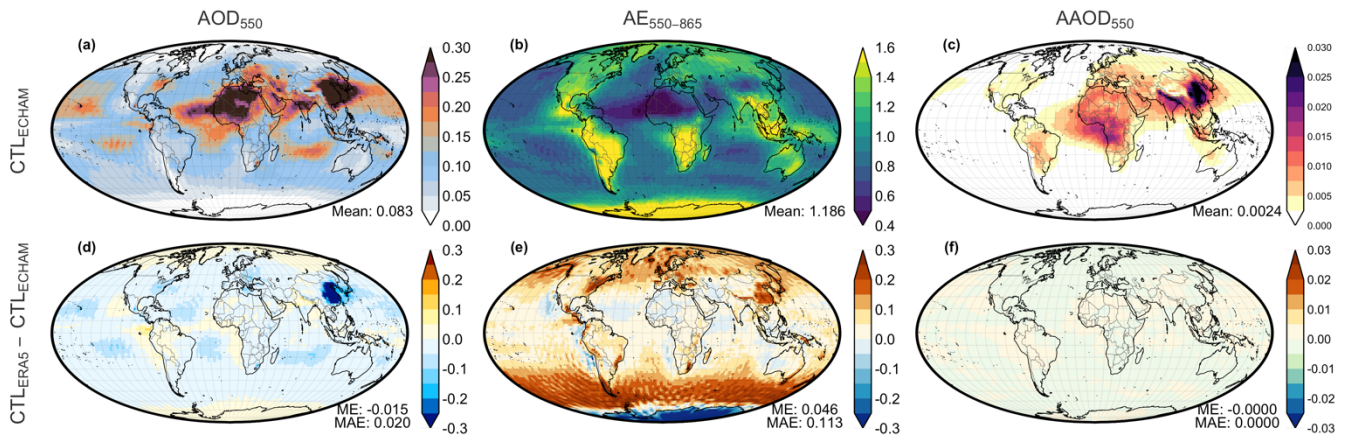 AOD550
AE550−865
AAOD550
CTLECHAM
(a)
0.30
0.25
0.20
0.15
0.10
0.05
0.00
Mean: 0.083
(b)
1.6
1.4
1.2
1.0
0.8
0.6
0.4
Mean: 1.186
(c)
0.030
0.025
0.020
0.015
0.010
0.005
0.000
Mean: 0.0024
CTLERA5 − CTLECHAM
(d)
0.3
0.2
0.1
0.0
-0.1
-0.2
-0.3
ME: -0.015
MAE: 0.020
(e)
0.3
0.2
0.1
0.0
-0.1
-0.2
-0.3
ME: 0.046
MAE: 0.113
(f)
0.03
0.02
0.01
0.00
-0.01
-0.02
-0.03
ME: -0.0000
MAE: 0.0000